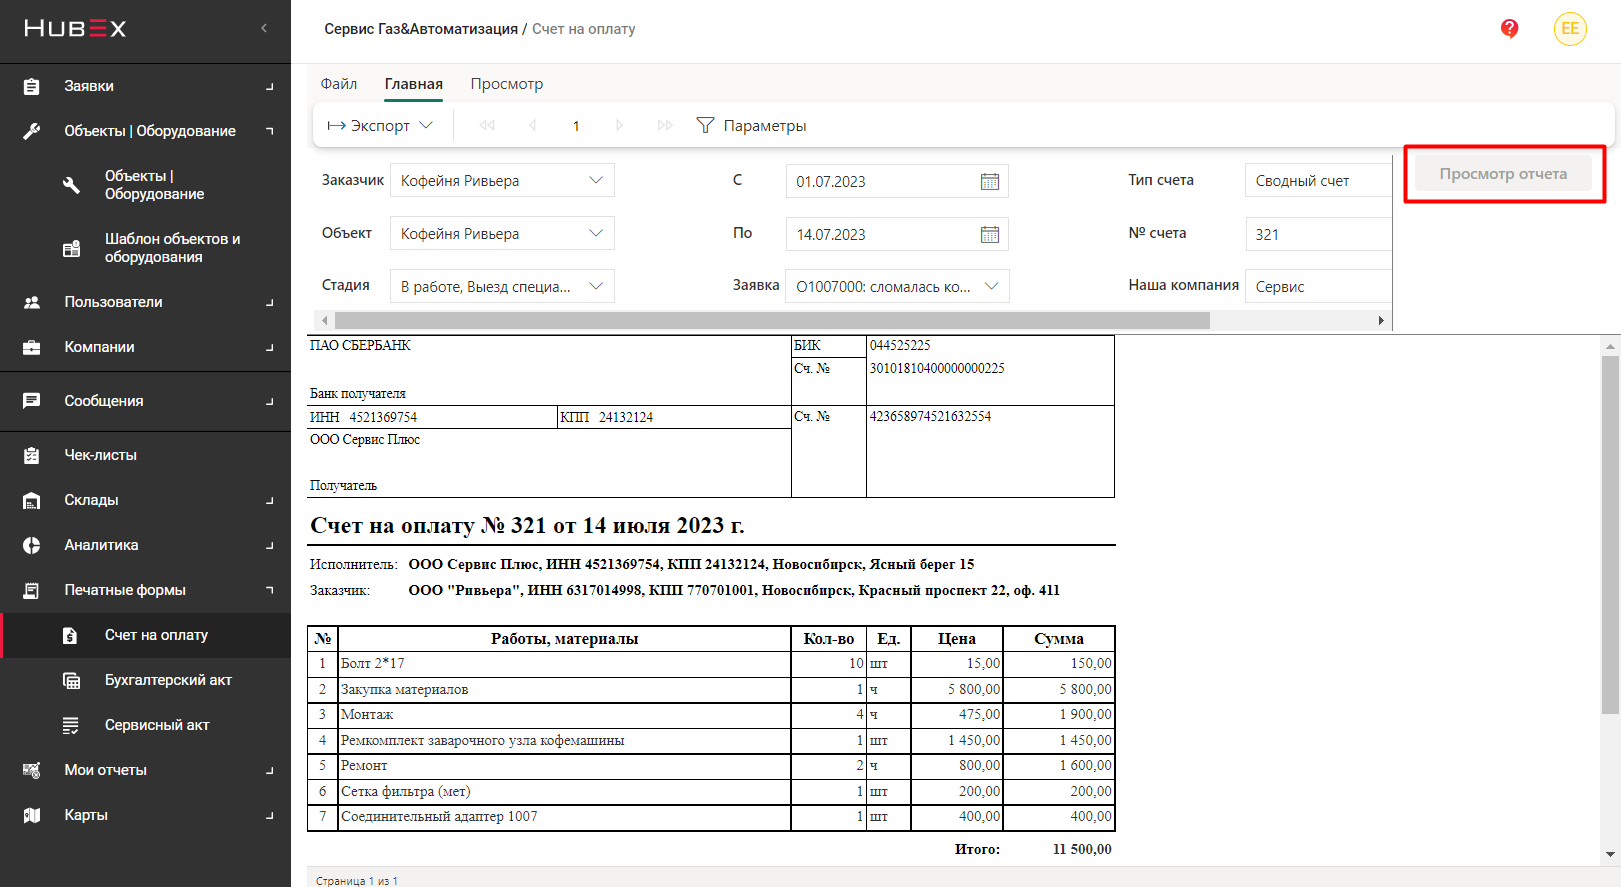 HUBEX
Заявки
Объекты | Оборудование
Объекты |
Оборудование
Шаблон объектов и
оборудования
Пользователи
Компании
Сообщения
Чек-листы
Склады
Аналитика
Печатные формы
Счет на оплату
Бухгалтерский акт
Сервисный акт
Мои отчеты
Карты
Сервис Газ&Автоматизация / Счет на оплату
? EE
Файл Главная Просмотр
Экспорт 1 Параметры
Заказчик Кофейня Ривьера С 01.07.2023 Тип счета Сводный счет Просмотр отчета
Объект Кофейня Ривьера По 14.07.2023 № счета 321
Стадия В работе, Выезд специа... Заявка О1007000: сломалась ко... Наша компания Сервис
ПАО СБЕРБАНК БИК 044525225
Сч. № 30101810400000000225
Банк получателя
ИНН 4521369754 КПП 24132124 Сч. № 423658974521632554
ООО Сервис Плюс
Получатель
Счет на оплату № 321 от 14 июля 2023 г.
Исполнитель: ООО Сервис Плюс, ИНН 4521369754, КПП 24132124, Новосибирск, Ясный берег 15
Заказчик: ООО "Ривьера", ИНН 6317014998, КПП 770701001, Новосибирск, Красный проспект 22, оф. 411
№ Работы, материалы Кол-во Ед. Цена Сумма
1 Болт 2*17 10 шт 15,00 150,00
2 Закупка материалов 1 ч 5 800,00 5 800,00
3 Монтаж 4 ч 475,00 1 900,00
4 Ремкомплект заварочного узла кофемашины 1 шт 1 450,00 1 450,00
5 Ремонт 2 ч 800,00 1 600,00
6 Сетка фильтра (мет) 1 шт 200,00 200,00
7 Соединительный адаптер 1007 1 шт 400,00 400,00
Итого: 11 500,00
Страница 1 из 1